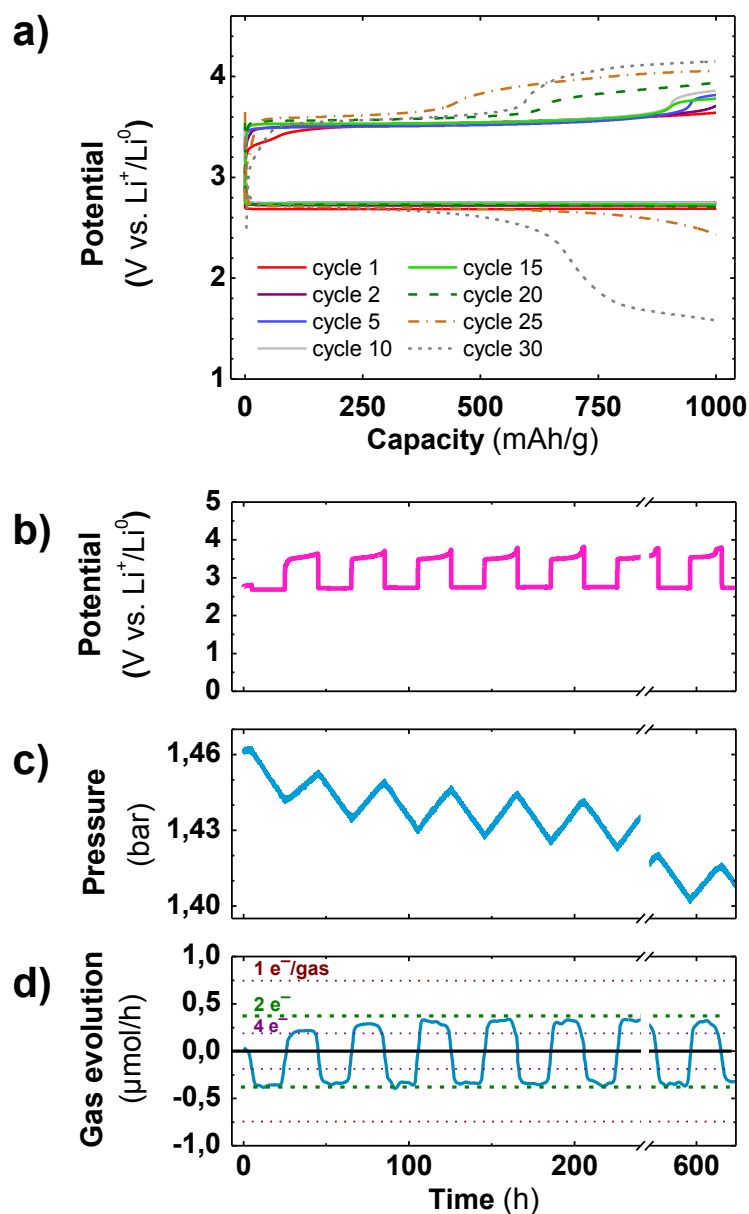 a)
Potential
(V vs. Li⁺/Li⁰)
4
3
2
1
cycle 1
cycle 2
cycle 5
cycle 10
cycle 15
cycle 20
cycle 25
cycle 30
0
250
500
750
1000
Capacity (mAh/g)
b)
Potential
(V vs. Li⁺/Li⁰)
5
4
3
2
1
0
c)
Pressure
(bar)
1,46
1,43
1,40
d)
Gas evolution
(µmol/h)
1,0
0,5
0,0
-0,5
-1,0
1 e⁻/gas
2 e⁻
4 e⁻
0
100
200
600
Time (h)